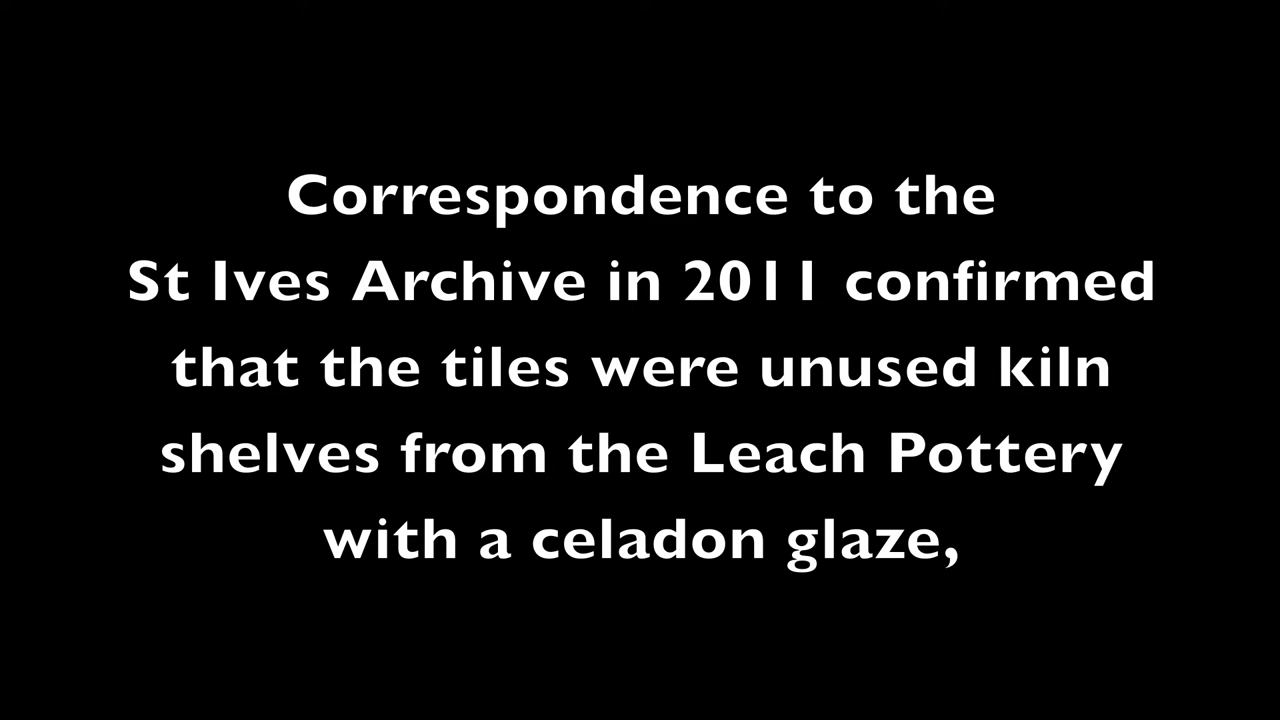 Correspondence to the
St Ives Archive in 2011 confirmed
that the tiles were unused kiln
shelves from the Leach Pottery
with a celadon glaze,